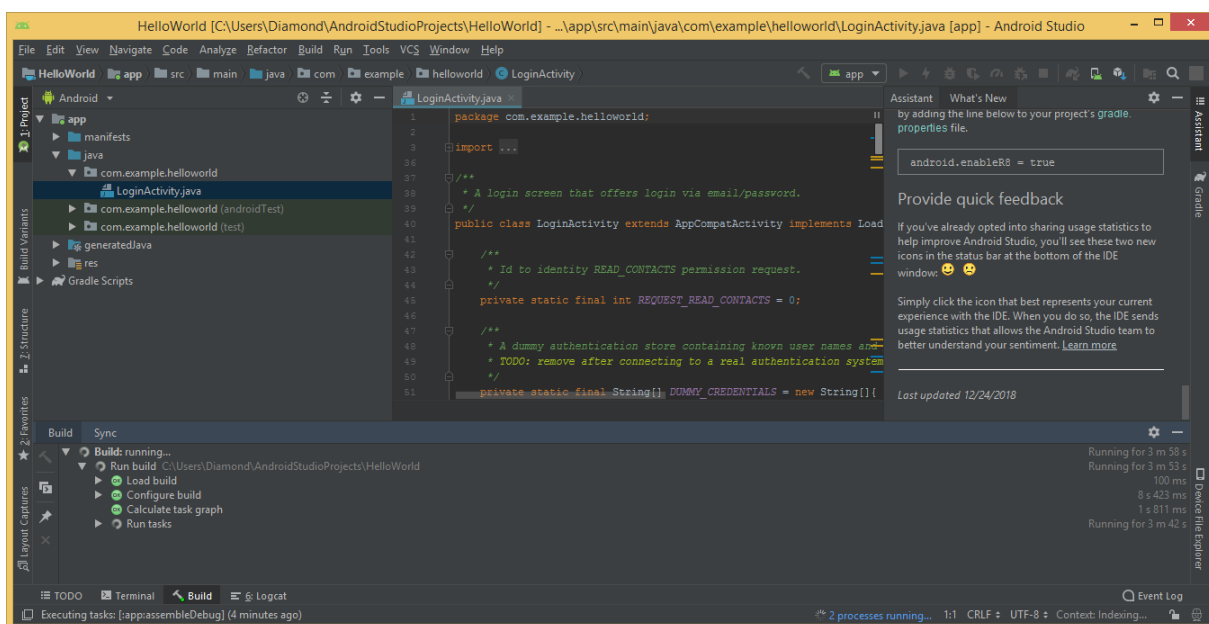 HelloWorld [C:\Users\Diamond\AndroidStudioProjects\HelloWorld] - ...\app\src\main\java\com\example\helloworld\LoginActivity.java [app] - Android Studio
File Edit View Navigate Code Analyze Refactor Build Run Tools VCS Window Help
HelloWorld app src main java com example helloworld LoginActivity
app
1: Project
Build Variants
7: Structure
2: Favorites
Layout Captures
Android
app
manifests
java
com.example.helloworld
LoginActivity.java
com.example.helloworld (androidTest)
com.example.helloworld (test)
generatedJava
res
Gradle Scripts
LoginActivity.java
1 package com.example.helloworld;
2
3 import ...
36
37 /**
38 * A login screen that offers login via email/password.
39 */
40 public class LoginActivity extends AppCompatActivity implements Load
41
42 /**
43 * Id to identity READ_CONTACTS permission request.
44 */
45 private static final int REQUEST_READ_CONTACTS = 0;
46
47 /**
48 * A dummy authentication store containing known user names and
49 * TODO: remove after connecting to a real authentication system
50 */
51 private static final String[] DUMMY_CREDENTIALS = new String[]{
Assistant What's New
by adding the line below to your project's gradle.
properties file.
android.enableR8 = true
Provide quick feedback
If you've already opted into sharing usage statistics to
help improve Android Studio, you'll see these two new
icons in the status bar at the bottom of the IDE
window:
Simply click the icon that best represents your current
experience with the IDE. When you do so, the IDE sends
usage statistics that allows the Android Studio team to
better understand your sentiment. Learn more
Last updated 12/24/2018
Assistant
Gradle
Device File Explorer
Build Sync
Build: running... Running for 3 m 58 s
Run build C:\Users\Diamond\AndroidStudioProjects\HelloWorld Running for 3 m 53 s
Load build 100 ms
Configure build 8 s 423 ms
Calculate task graph 1 s 811 ms
Run tasks Running for 3 m 42 s
TODO Terminal Build 6: Logcat Event Log
Executing tasks: [:app:assembleDebug] (4 minutes ago) 2 processes running... 1:1 CRLF UTF-8 Context: Indexing...